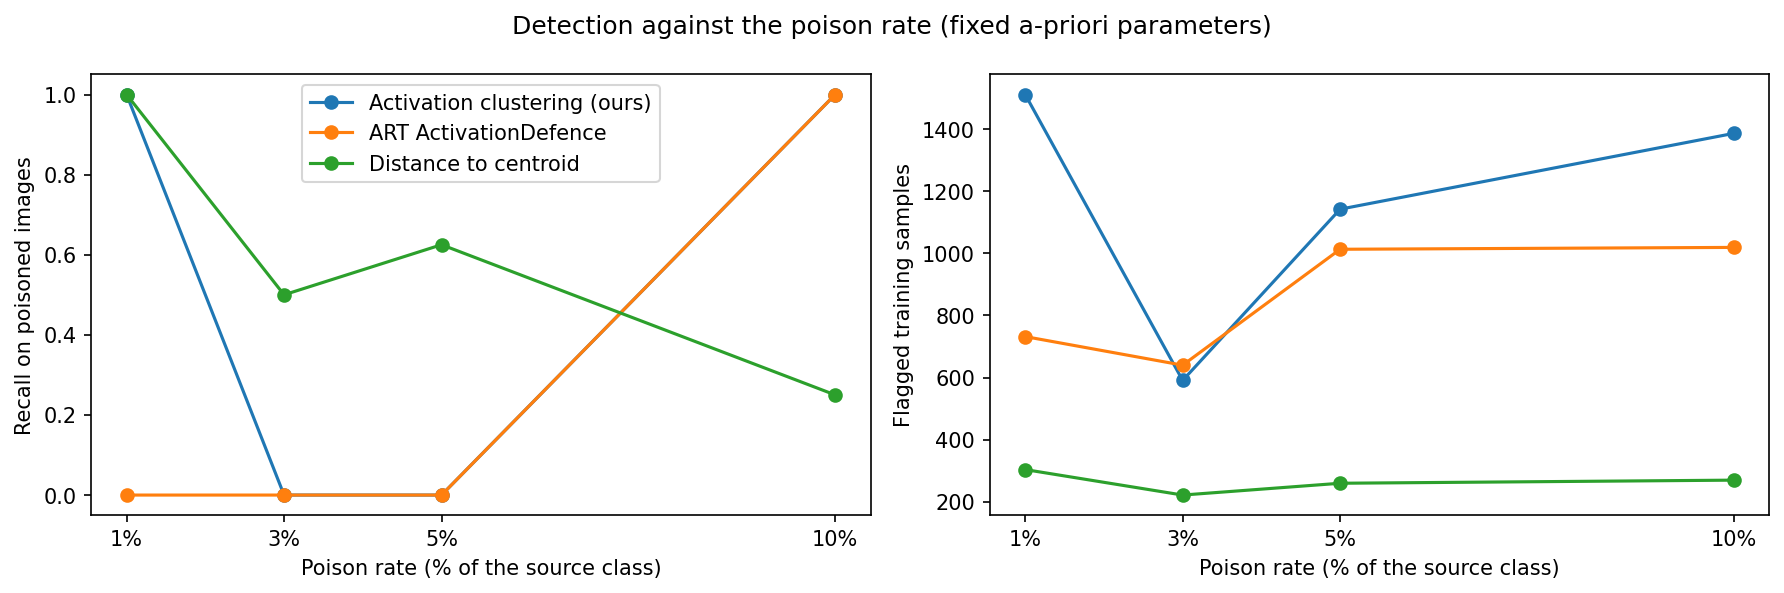 Detection against the poison rate (fixed a-priori parameters)
Recall on poisoned images
1.0
0.8
0.6
0.4
0.2
0.0
Activation clustering (ours)
ART ActivationDefence
Distance to centroid
1%
3%
5%
10%
Poison rate (% of the source class)
Flagged training samples
1400
1200
1000
800
600
400
200
1%
3%
5%
10%
Poison rate (% of the source class)